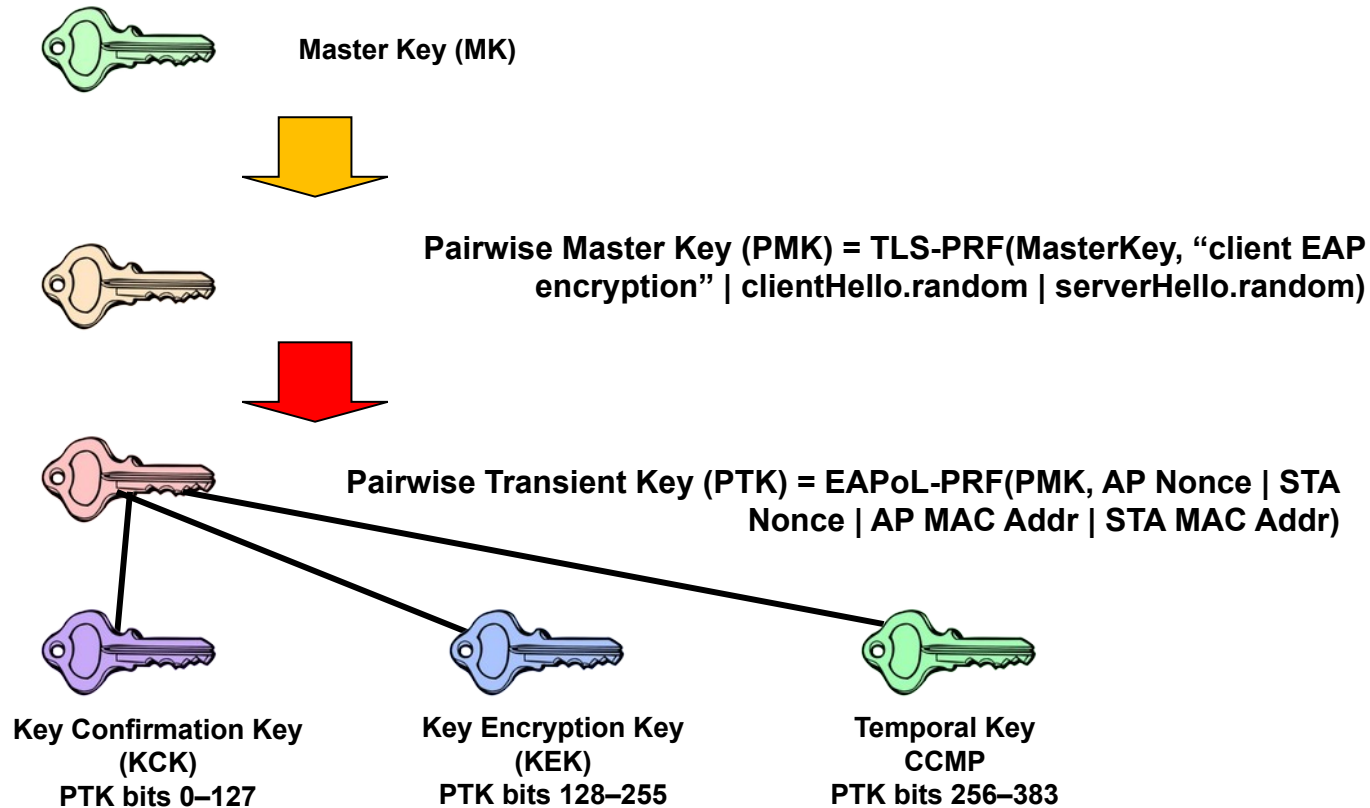 Master Key (MK)
Pairwise Master Key (PMK) = TLS-PRF(MasterKey, “client EAP
encryption” | clientHello.random | serverHello.random)
Pairwise Transient Key (PTK) = EAPoL-PRF(PMK, AP Nonce | STA
Nonce | AP MAC Addr | STA MAC Addr)
Key Confirmation Key
(KCK)
PTK bits 0–127
Key Encryption Key
(KEK)
PTK bits 128–255
Temporal Key
CCMP
PTK bits 256–383